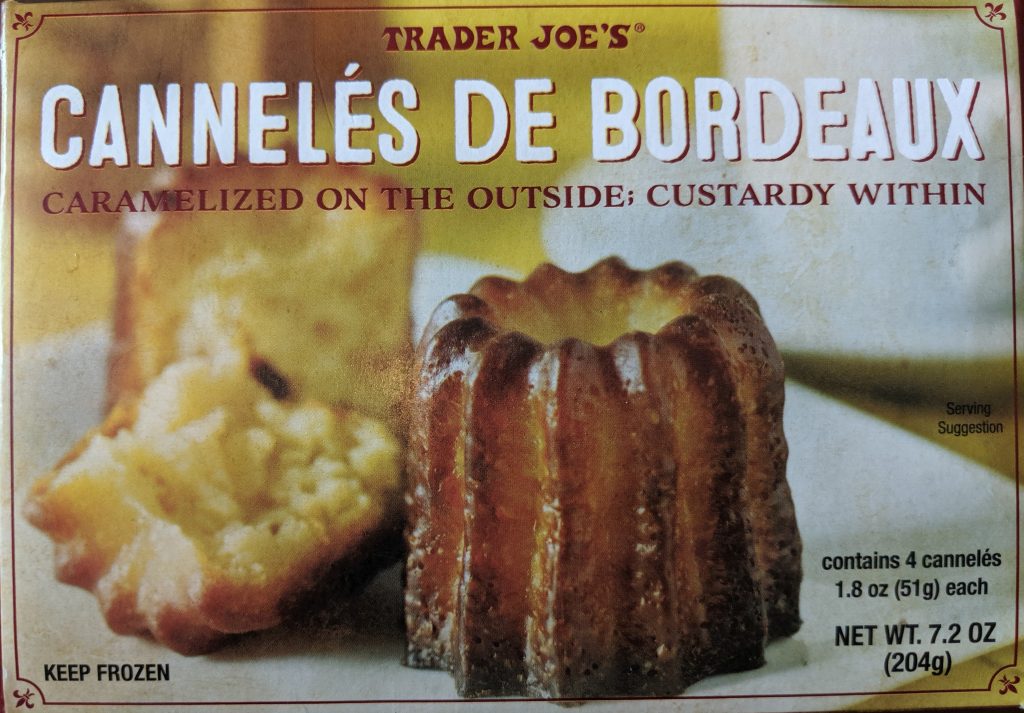 TRADER JOE'S®
CANNELÉS DE BORDEAUX
CARAMELIZED ON THE OUTSIDE; CUSTARDY WITHIN
Serving
Suggestion
contains 4 cannelés
1.8 oz (51g) each
NET WT. 7.2 OZ
(204g)
KEEP FROZEN